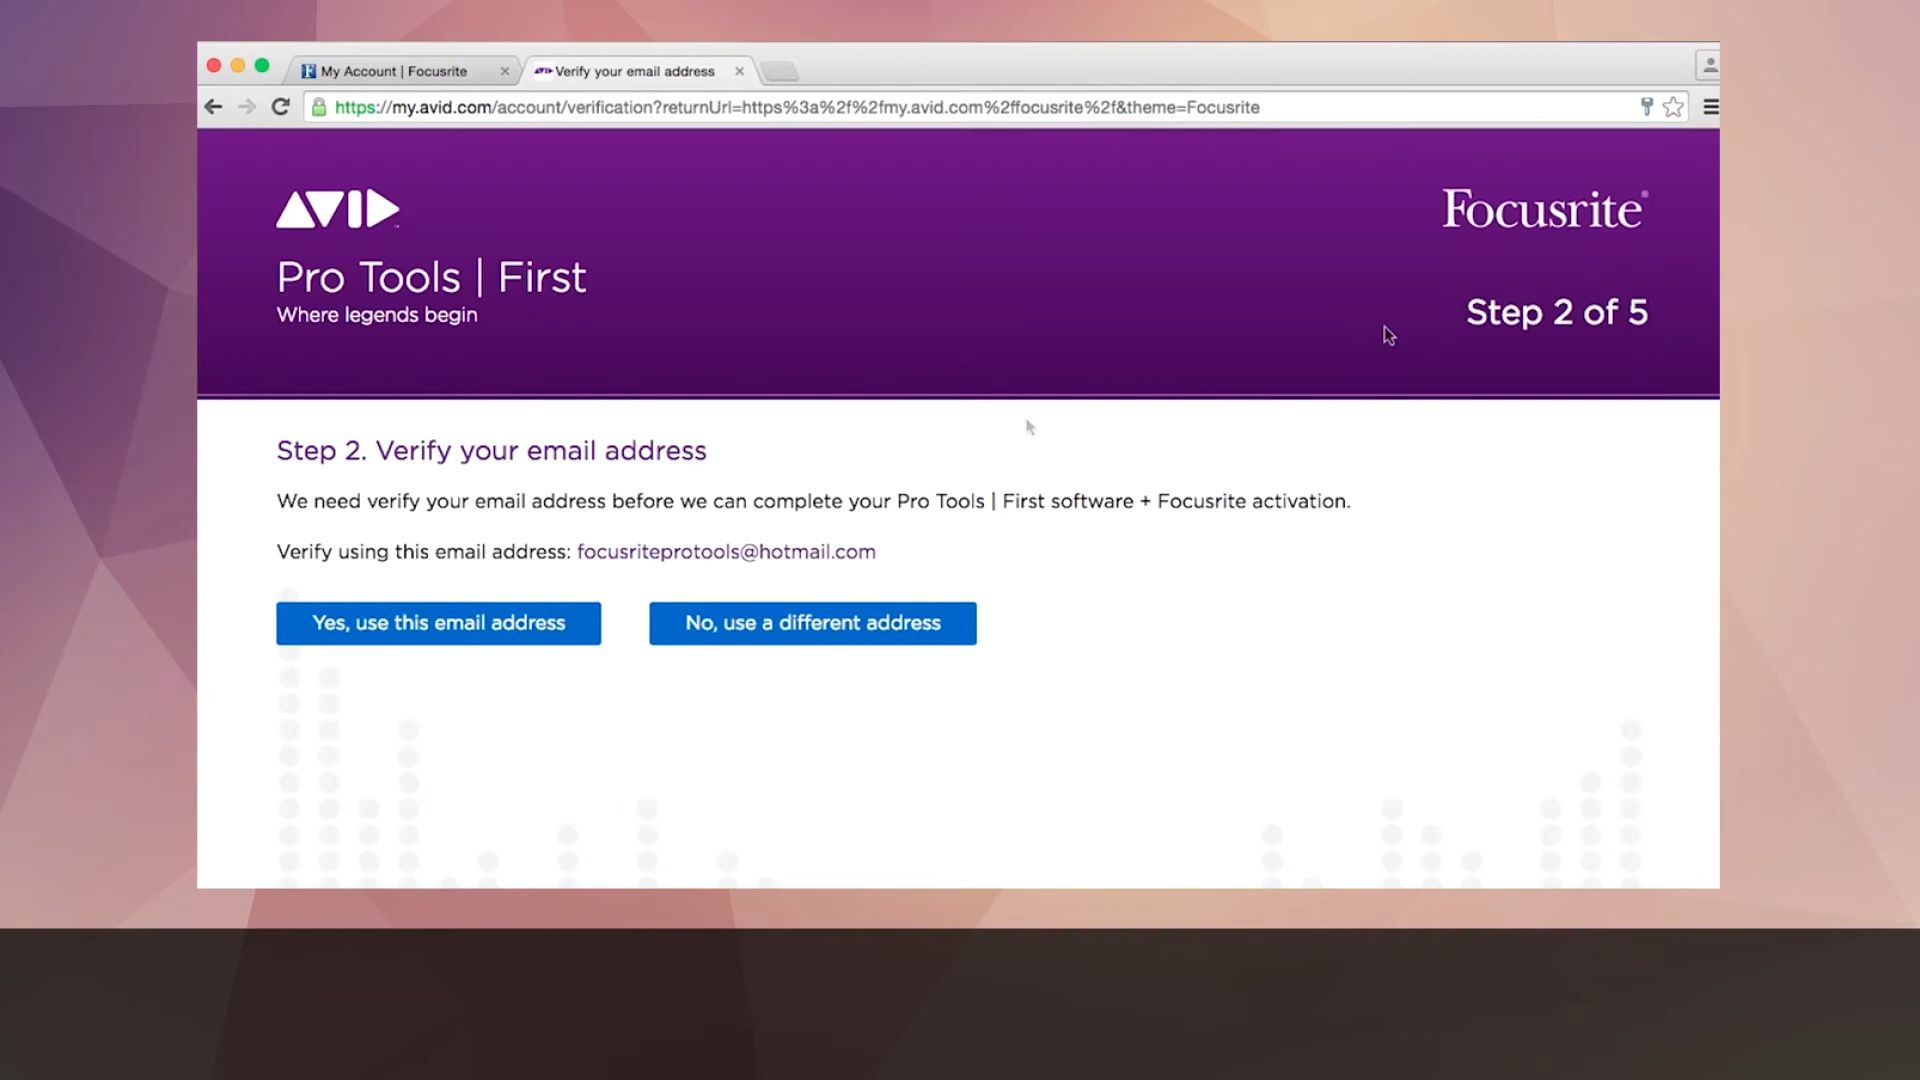 My Account | Focusrite
AVID Verify your email address
https://my.avid.com/account/verification?returnUrl=https%3a%2f%2fmy.avid.com%2ffocusrite%2f&theme=Focusrite
AVID
Focusrite
Pro Tools | First
Where legends begin
Step 2 of 5
Step 2. Verify your email address
We need verify your email address before we can complete your Pro Tools | First software + Focusrite activation.
Verify using this email address: focusriteprotools@hotmail.com
Yes, use this email address
No, use a different address